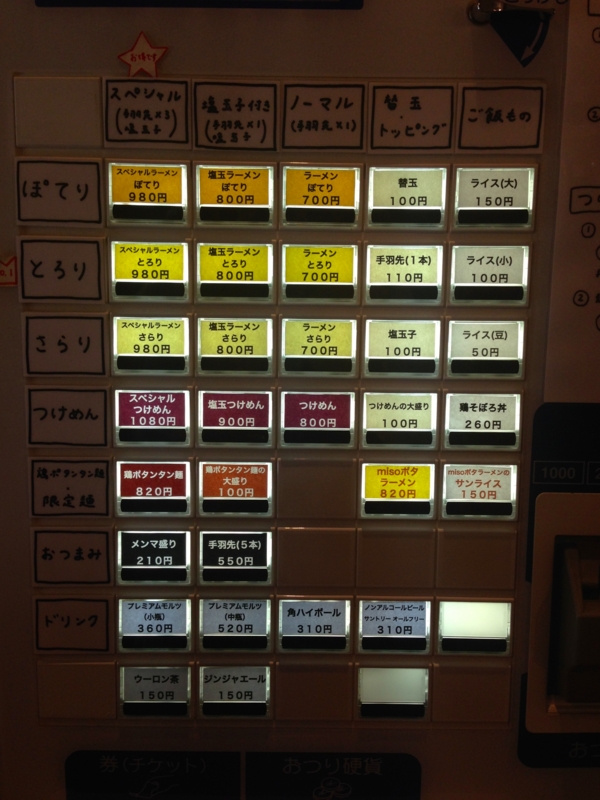 お得です
スペシャル
(手羽先×3)
(塩玉子)
塩玉子付き
(手羽先×1)
(塩玉子)
ノーマル
(手羽先×1)
替玉
・
トッピング
ご飯もの
ぽてり
スペシャルラーメン
ぽてり
980円
塩玉ラーメン
ぽてり
800円
ラーメン
ぽてり
700円
替玉
100円
ライス(大)
150円
とろり
スペシャルラーメン
とろり
980円
塩玉ラーメン
とろり
800円
ラーメン
とろり
700円
手羽先(1本)
110円
ライス(小)
100円
さらり
スペシャルラーメン
さらり
980円
塩玉ラーメン
さらり
800円
ラーメン
さらり
700円
塩玉子
100円
ライス(豆)
50円
つけめん
スペシャル
つけめん
1080円
塩玉つけめん
900円
つけめん
800円
つけめんの大盛り
100円
鶏そぼろ丼
260円
鶏ボタンタン麺
・
限定麺
鶏ボタンタン麺
820円
鶏ボタンタン麺の
大盛り
100円
misoポタ
ラーメン
820円
misoポタラーメンの
サンライス
150円
おつまみ
メンマ盛り
210円
手羽先(5本)
550円
ドリンク
プレミアムモルツ
(小瓶)
360円
プレミアムモルツ
(中瓶)
520円
角ハイボール
310円
ノンアルコールビール
サントリー オールフリー
310円
ウーロン茶
150円
ジンジャエール
150円
1000
券(チケット)
おつり硬貨